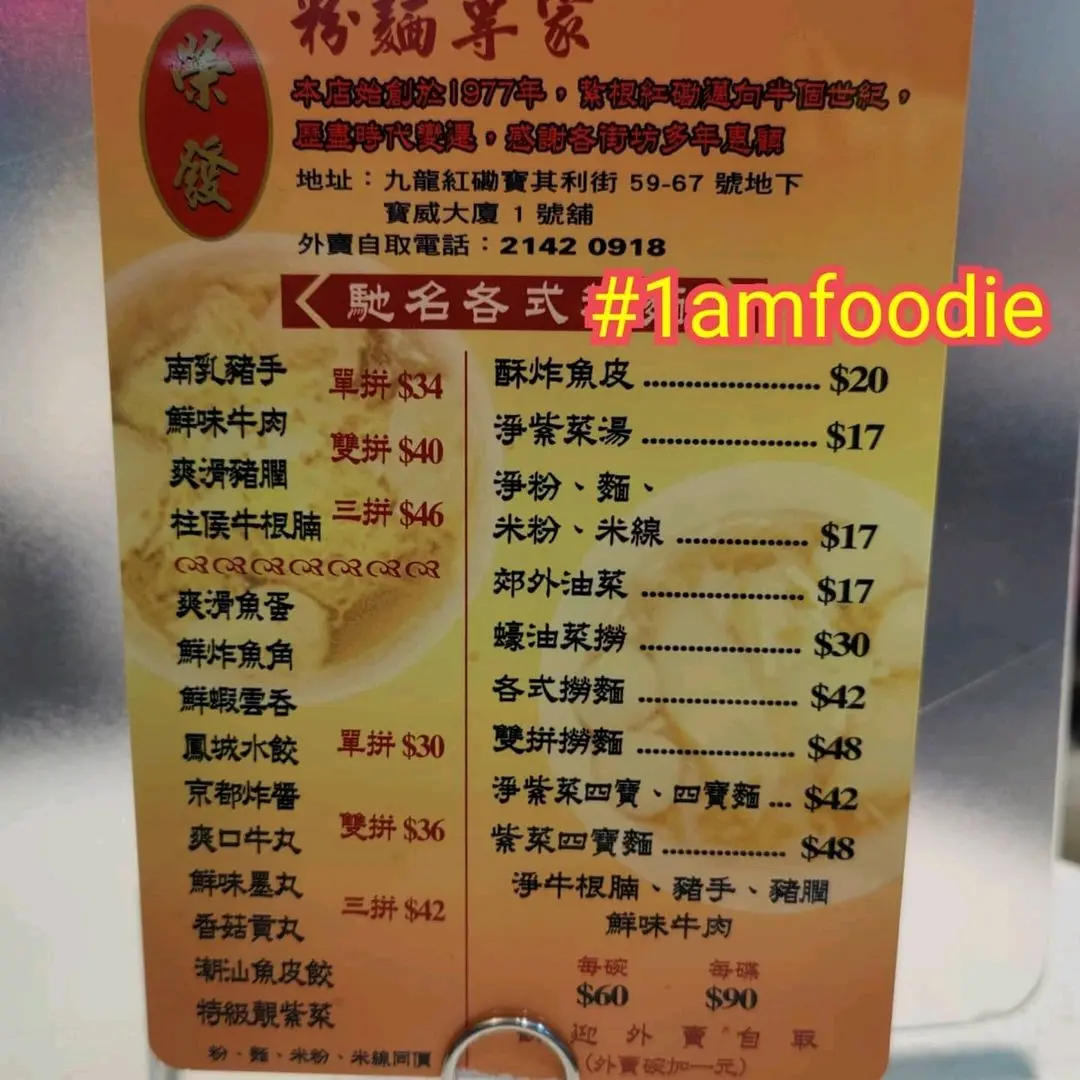 粉麵專家
榮發
本店始創於1977年，紮根紅磡邁向半個世紀，
歷盡時代變遷，感謝各街坊多年惠顧
地址：九龍紅磡寶其利街 59-67 號地下
寶威大廈 1 號舖
外賣自取電話：2142 0918
馳名各式
#1amfoodie
南乳豬手
鮮味牛肉
爽滑豬膶
柱侯牛根腩
單拼 $34
雙拼 $40
三拼 $46
爽滑魚蛋
鮮炸魚角
鮮蝦雲吞
鳳城水餃
京都炸醬
爽口牛丸
鮮味墨丸
香菇貢丸
潮汕魚皮餃
特級靚紫菜
單拼 $30
雙拼 $36
三拼 $42
粉、麵、米粉、米線同價
酥炸魚皮 ........................ $20
淨紫菜湯 ........................ $17
淨粉、麵、
米粉、米線 .................. $17
郊外油菜 ...................... $17
蠔油菜撈 ...................... $30
各式撈麵 ...................... $42
雙拼撈麵 ...................... $48
淨紫菜四寶、四寶麵 ... $42
紫菜四寶麵 ................. $48
淨牛根腩、豬手、豬膶
鮮味牛肉
每碗 每碟
$60 $90
迎外賣自取
(外賣碗加一元)